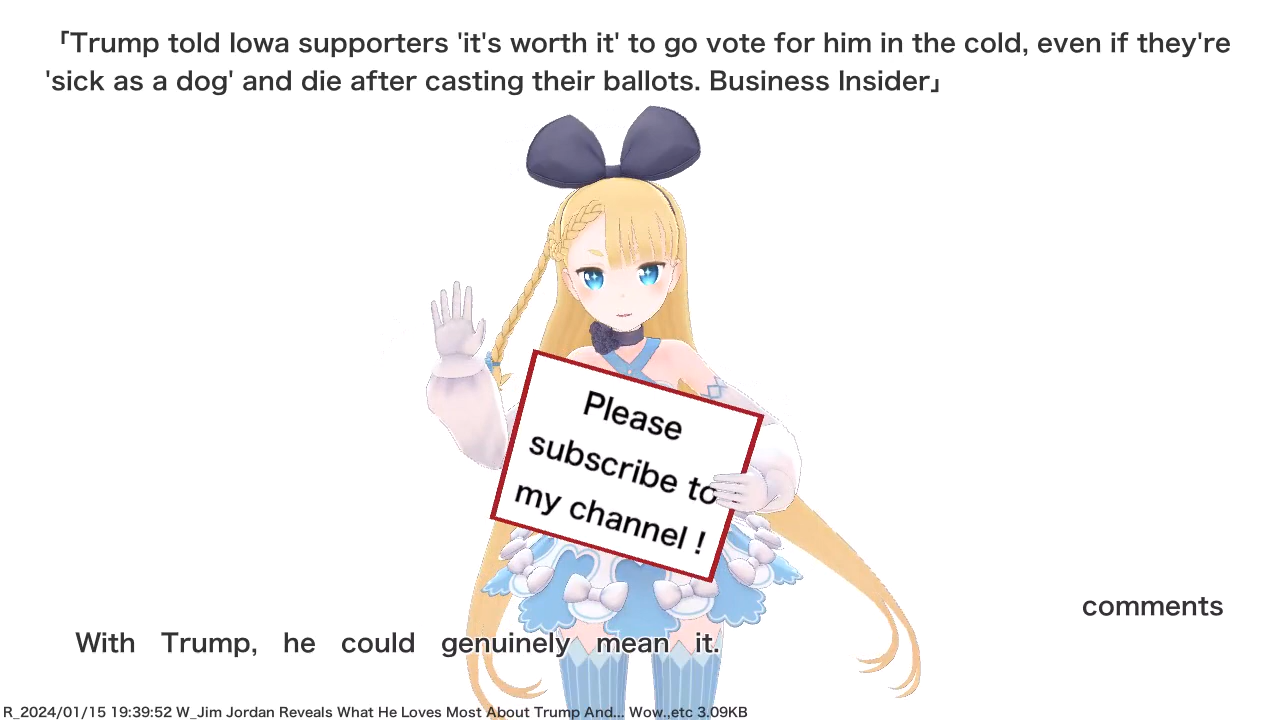 「Trump told Iowa supporters 'it's worth it' to go vote for him in the cold, even if they're
'sick as a dog' and die after casting their ballots. Business Insider」
Please
subscribe to
my channel !
comments
With Trump, he could genuinely mean it.
R_2024/01/15 19:39:52 W_Jim Jordan Reveals What He Loves Most About Trump And... Wow.,etc 3.09KB